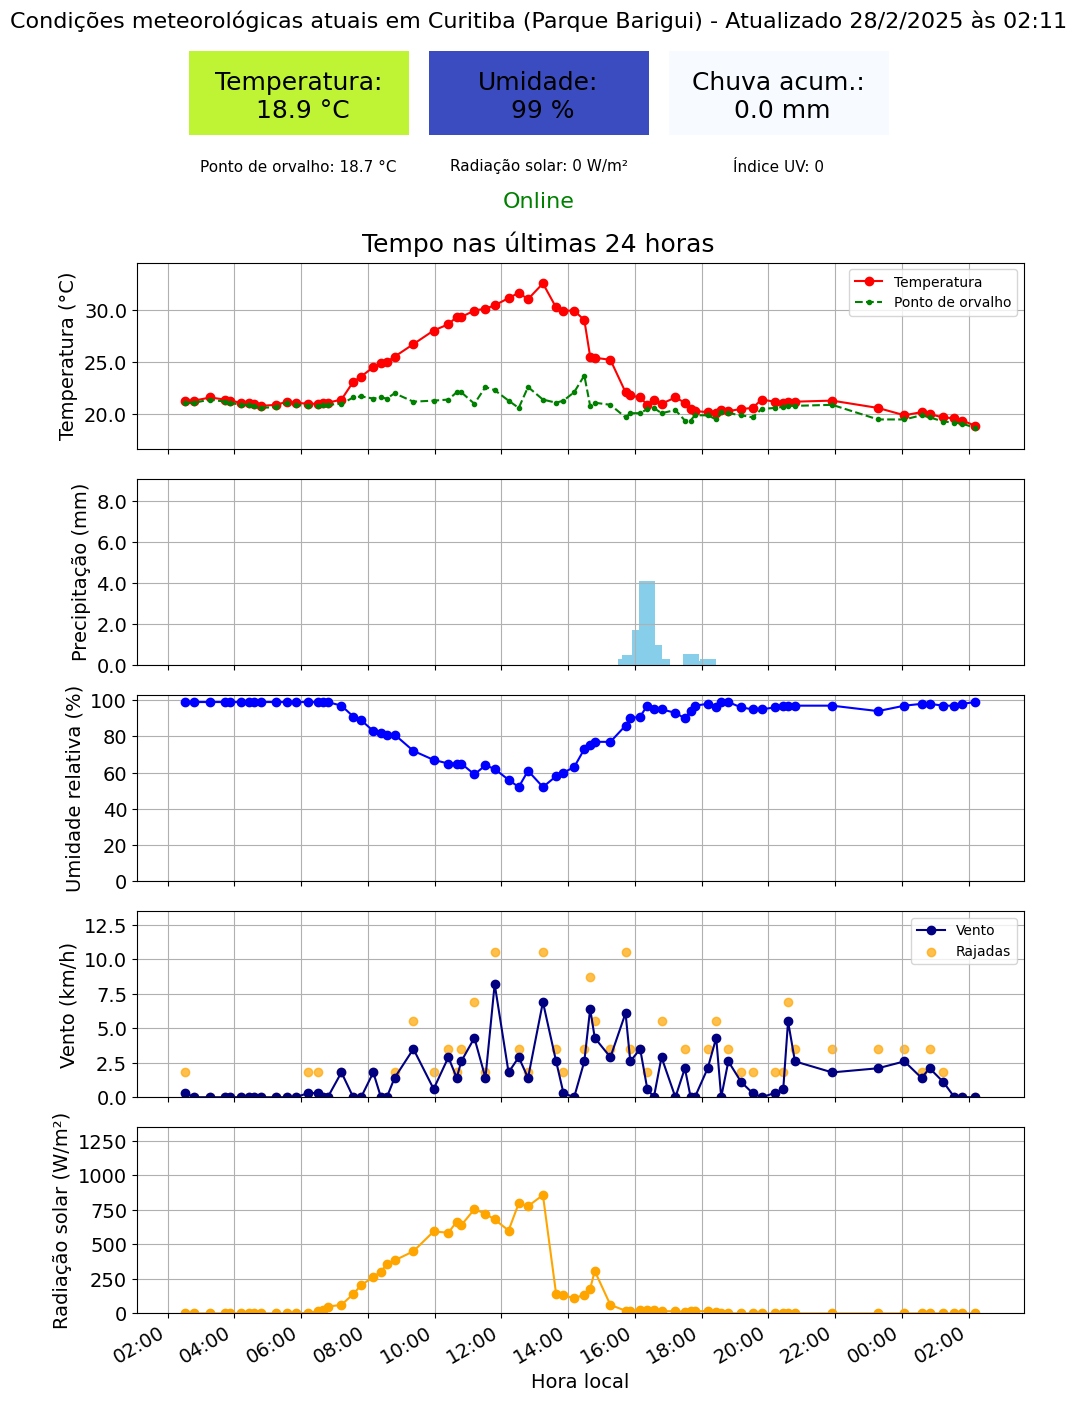 Condições meteorológicas atuais em Curitiba (Parque Barigui) - Atualizado 28/2/2025 às 02:11
Temperatura:
18.9 °C
Umidade:
99 %
Chuva acum.:
0.0 mm
Ponto de orvalho: 18.7 °C
Radiação solar: 0 W/m²
Índice UV: 0
Online
Tempo nas últimas 24 horas
Temperatura (°C)
30.0
25.0
20.0
Temperatura
Ponto de orvalho
Precipitação (mm)
8.0
6.0
4.0
2.0
0.0
Umidade relativa (%)
100
80
60
40
20
0
Vento (km/h)
12.5
10.0
7.5
5.0
2.5
0.0
Vento
Rajadas
Radiação solar (W/m²)
1250
1000
750
500
250
0
02:00
04:00
06:00
08:00
10:00
12:00
14:00
16:00
18:00
20:00
22:00
00:00
02:00
Hora local